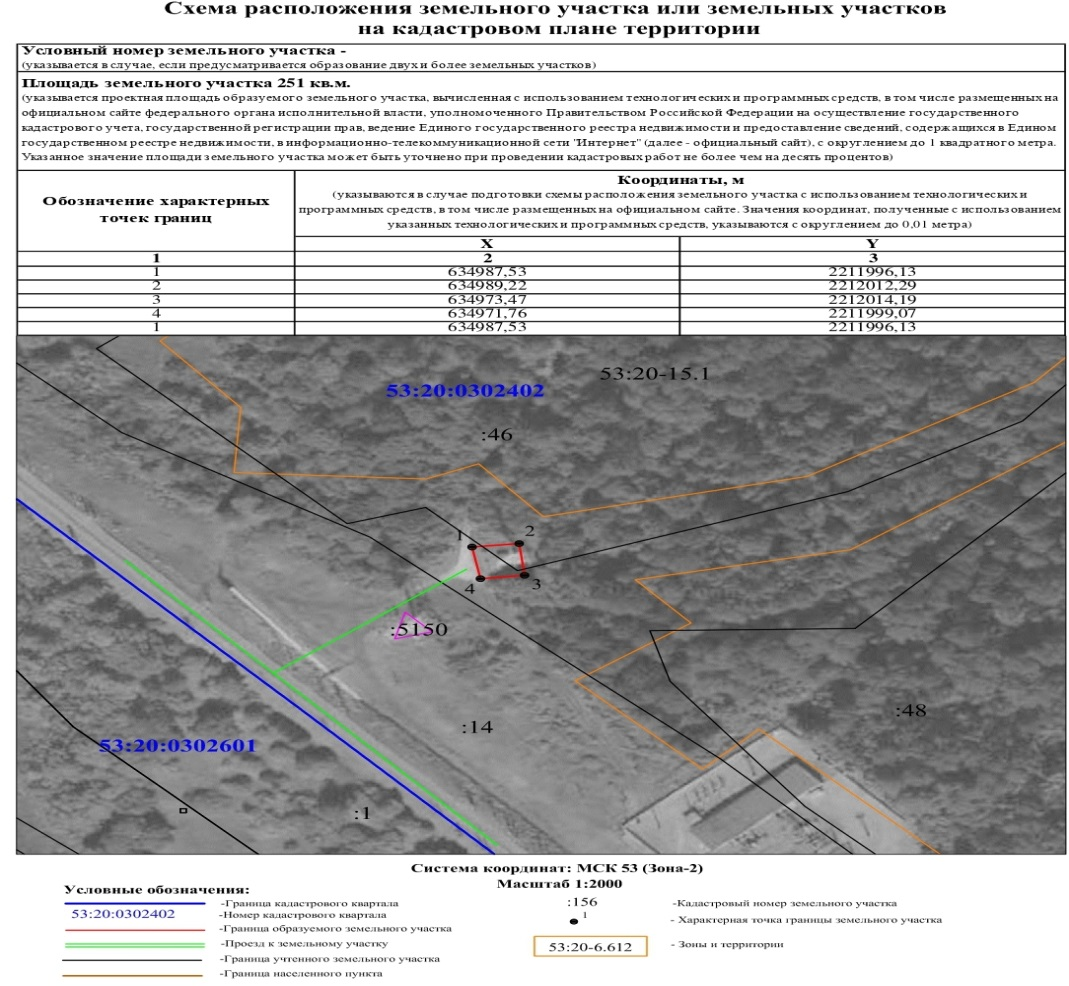 Схема расположения земельного участка или земельных участков
на кадастровом плане территории
Условный номер земельного участка -
(указывается в случае, если предусматривается образование двух и более земельных участков)
Площадь земельного участка 251 кв.м.
(указывается проектная площадь образуемого земельного участка, вычисленная с использованием технологических и программных средств, в том числе размещенных на
официальном сайте федерального органа исполнительной власти, уполномоченного Правительством Российской Федерации на осуществление государственного
кадастрового учета, государственной регистрации прав, ведение Единого государственного реестра недвижимости и предоставление сведений, содержащихся в Едином
государственном реестре недвижимости, в информационно-телекоммуникационной сети "Интернет" (далее - официальный сайт), с округлением до 1 квадратного метра.
Указанное значение площади земельного участка может быть уточнено при проведении кадастровых работ не более чем на десять процентов)
Обозначение характерных
точек границ
Координаты, м
(указываются в случае подготовки схемы расположения земельного участка с использованием технологических и
программных средств, в том числе размещенных на официальном сайте. Значения координат, полученные с использованием
указанных технологических и программных средств, указываются с округлением до 0,01 метра)
X Y
1 2 3
1 634987,53 2211996,13
2 634989,22 2212012,29
3 634973,47 2212014,19
4 634971,76 2211999,07
1 634987,53 2211996,13
53:20-15.1
53:20:0302402
:46
1 2
4 3
:5150
:48
:14
53:20:0302601
:1
Система координат: МСК 53 (Зона-2)
Масштаб 1:2000
Условные обозначения:
-Граница кадастрового квартала
53:20:0302402 -Номер кадастрового квартала
-Граница образуемого земельного участка
-Проезд к земельному участку
-Граница учтенного земельного участка
-Граница населенного пункта
:156 -Кадастровый номер земельного участка
1 - Характерная точка границы земельного участка
53:20-6.612 - Зоны и территории